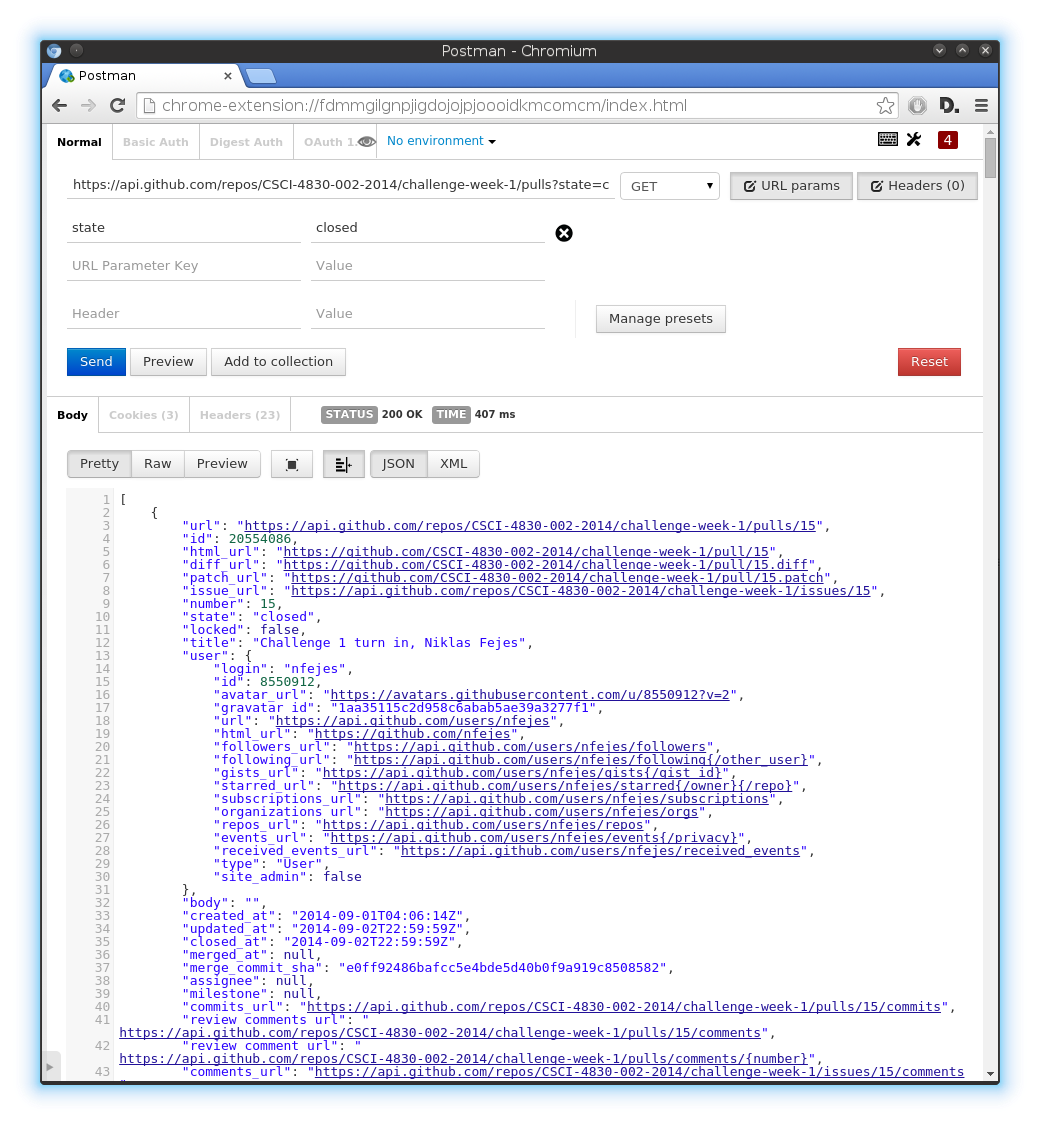 Postman - Chromium
Postman
chrome-extension://fdmmgilgnpjigdojojpjoooidkmcomcm/index.html
D.
Normal Basic Auth Digest Auth OAuth 1. No environment 4
https://api.github.com/repos/CSCI-4830-002-2014/challenge-week-1/pulls?state=c GET URL params Headers (0)
state closed
URL Parameter Key Value
Header Value Manage presets
Send Preview Add to collection Reset
Body Cookies (3) Headers (23) STATUS 200 OK TIME 407 ms
Pretty Raw Preview JSON XML
1 [
2 {
3 "url": "https://api.github.com/repos/CSCI-4830-002-2014/challenge-week-1/pulls/15",
4 "id": 20554086,
5 "html_url": "https://github.com/CSCI-4830-002-2014/challenge-week-1/pull/15",
6 "diff_url": "https://github.com/CSCI-4830-002-2014/challenge-week-1/pull/15.diff",
7 "patch_url": "https://github.com/CSCI-4830-002-2014/challenge-week-1/pull/15.patch",
8 "issue_url": "https://api.github.com/repos/CSCI-4830-002-2014/challenge-week-1/issues/15",
9 "number": 15,
10 "state": "closed",
11 "locked": false,
12 "title": "Challenge 1 turn in, Niklas Fejes",
13 "user": {
14 "login": "nfejes",
15 "id": 8550912,
16 "avatar_url": "https://avatars.githubusercontent.com/u/8550912?v=2",
17 "gravatar_id": "1aa35115c2d958c6abab5ae39a3277f1",
18 "url": "https://api.github.com/users/nfejes",
19 "html_url": "https://github.com/nfejes",
20 "followers_url": "https://api.github.com/users/nfejes/followers",
21 "following_url": "https://api.github.com/users/nfejes/following{/other_user}",
22 "gists_url": "https://api.github.com/users/nfejes/gists{/gist_id}",
23 "starred_url": "https://api.github.com/users/nfejes/starred{/owner}{/repo}",
24 "subscriptions_url": "https://api.github.com/users/nfejes/subscriptions",
25 "organizations_url": "https://api.github.com/users/nfejes/orgs",
26 "repos_url": "https://api.github.com/users/nfejes/repos",
27 "events_url": "https://api.github.com/users/nfejes/events{/privacy}",
28 "received_events_url": "https://api.github.com/users/nfejes/received_events",
29 "type": "User",
30 "site_admin": false
31 },
32 "body": "",
33 "created_at": "2014-09-01T04:06:14Z",
34 "updated_at": "2014-09-02T22:59:59Z",
35 "closed_at": "2014-09-02T22:59:59Z",
36 "merged_at": null,
37 "merge_commit_sha": "e0ff92486bafcc5e4bde5d40b0f9a919c8508582",
38 "assignee": null,
39 "milestone": null,
40 "commits_url": "https://api.github.com/repos/CSCI-4830-002-2014/challenge-week-1/pulls/15/commits",
41 "review_comments_url": "
https://api.github.com/repos/CSCI-4830-002-2014/challenge-week-1/pulls/15/comments",
42 "review_comment_url": "
https://api.github.com/repos/CSCI-4830-002-2014/challenge-week-1/pulls/comments/{number}",
43 "comments_url": "https://api.github.com/repos/CSCI-4830-002-2014/challenge-week-1/issues/15/comments